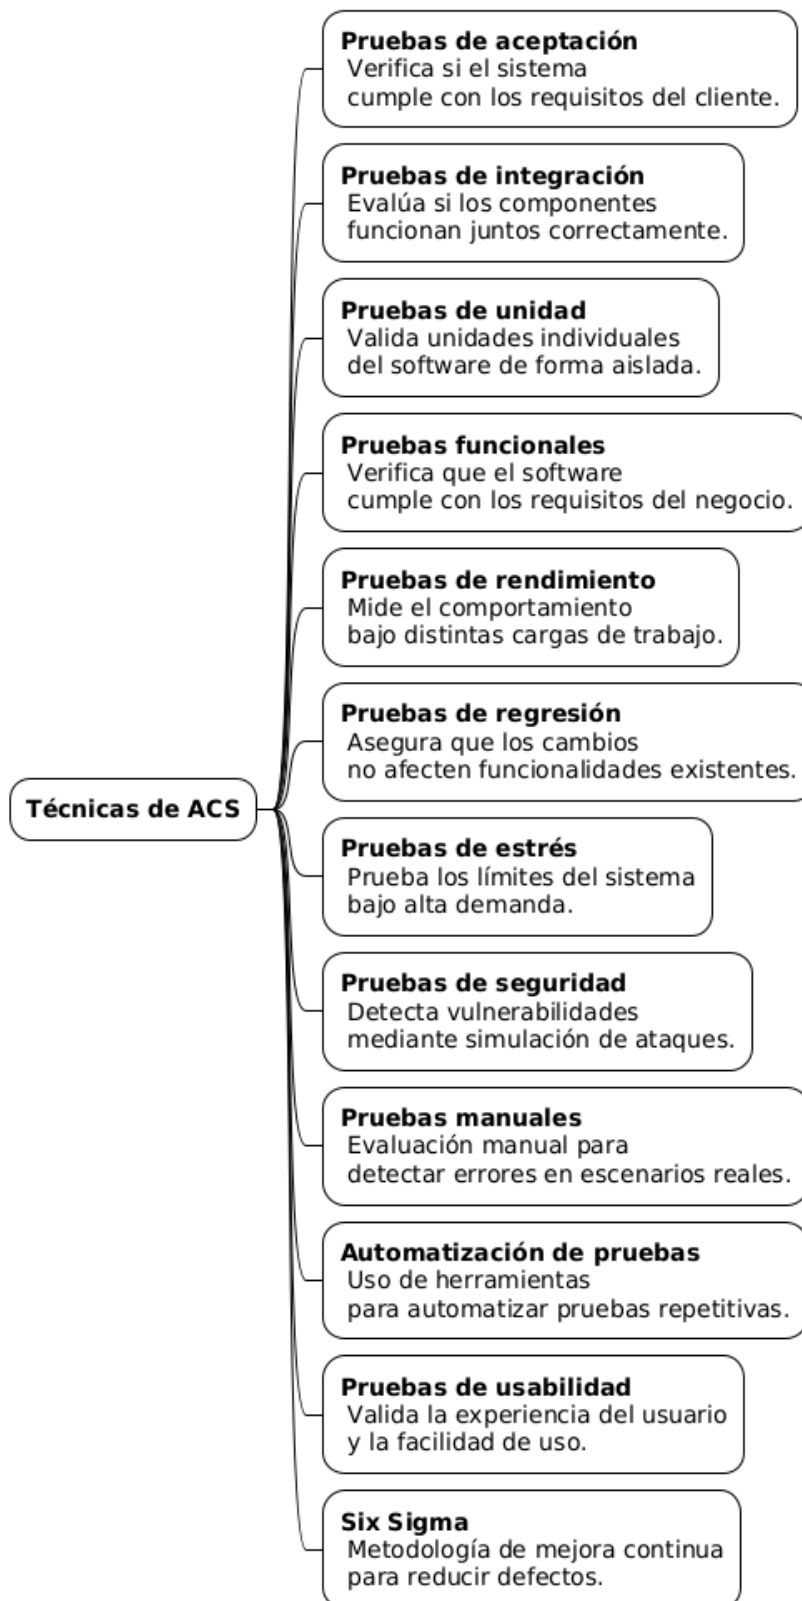 Pruebas de aceptación
Verifica si el sistema
cumple con los requisitos del cliente.
Pruebas de integración
Evalúa si los componentes
funcionan juntos correctamente.
Pruebas de unidad
Valida unidades individuales
del software de forma aislada.
Pruebas funcionales
Verifica que el software
cumple con los requisitos del negocio.
Pruebas de rendimiento
Mide el comportamiento
bajo distintas cargas de trabajo.
Pruebas de regresión
Asegura que los cambios
no afecten funcionalidades existentes.
Técnicas de ACS
Pruebas de estrés
Prueba los límites del sistema
bajo alta demanda.
Pruebas de seguridad
Detecta vulnerabilidades
mediante simulación de ataques.
Pruebas manuales
Evaluación manual para
detectar errores en escenarios reales.
Automatización de pruebas
Uso de herramientas
para automatizar pruebas repetitivas.
Pruebas de usabilidad
Valida la experiencia del usuario
y la facilidad de uso.
Six Sigma
Metodología de mejora continua
para reducir defectos.